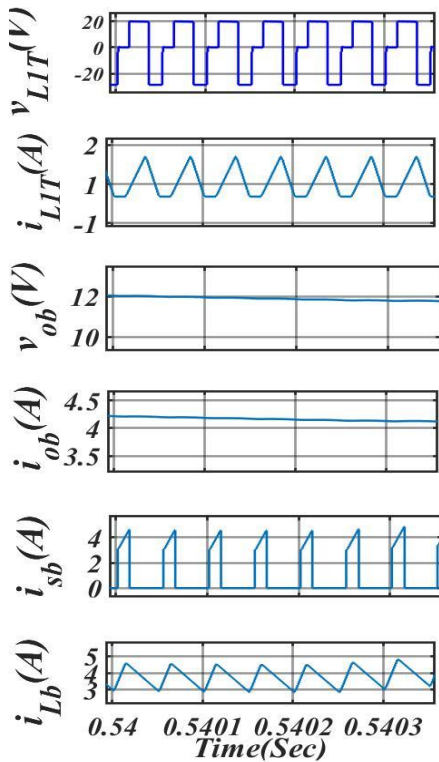 v_L1T(V)
20
0
-20
i_L1T(A)
2
1
-1
v_ob(V)
12
10
i_ob(A)
4.5
4
3.5
i_sb(A)
4
2
0
i_Lb(A)
5
4
3
0.54 0.5401 0.5402 0.5403
Time(Sec)